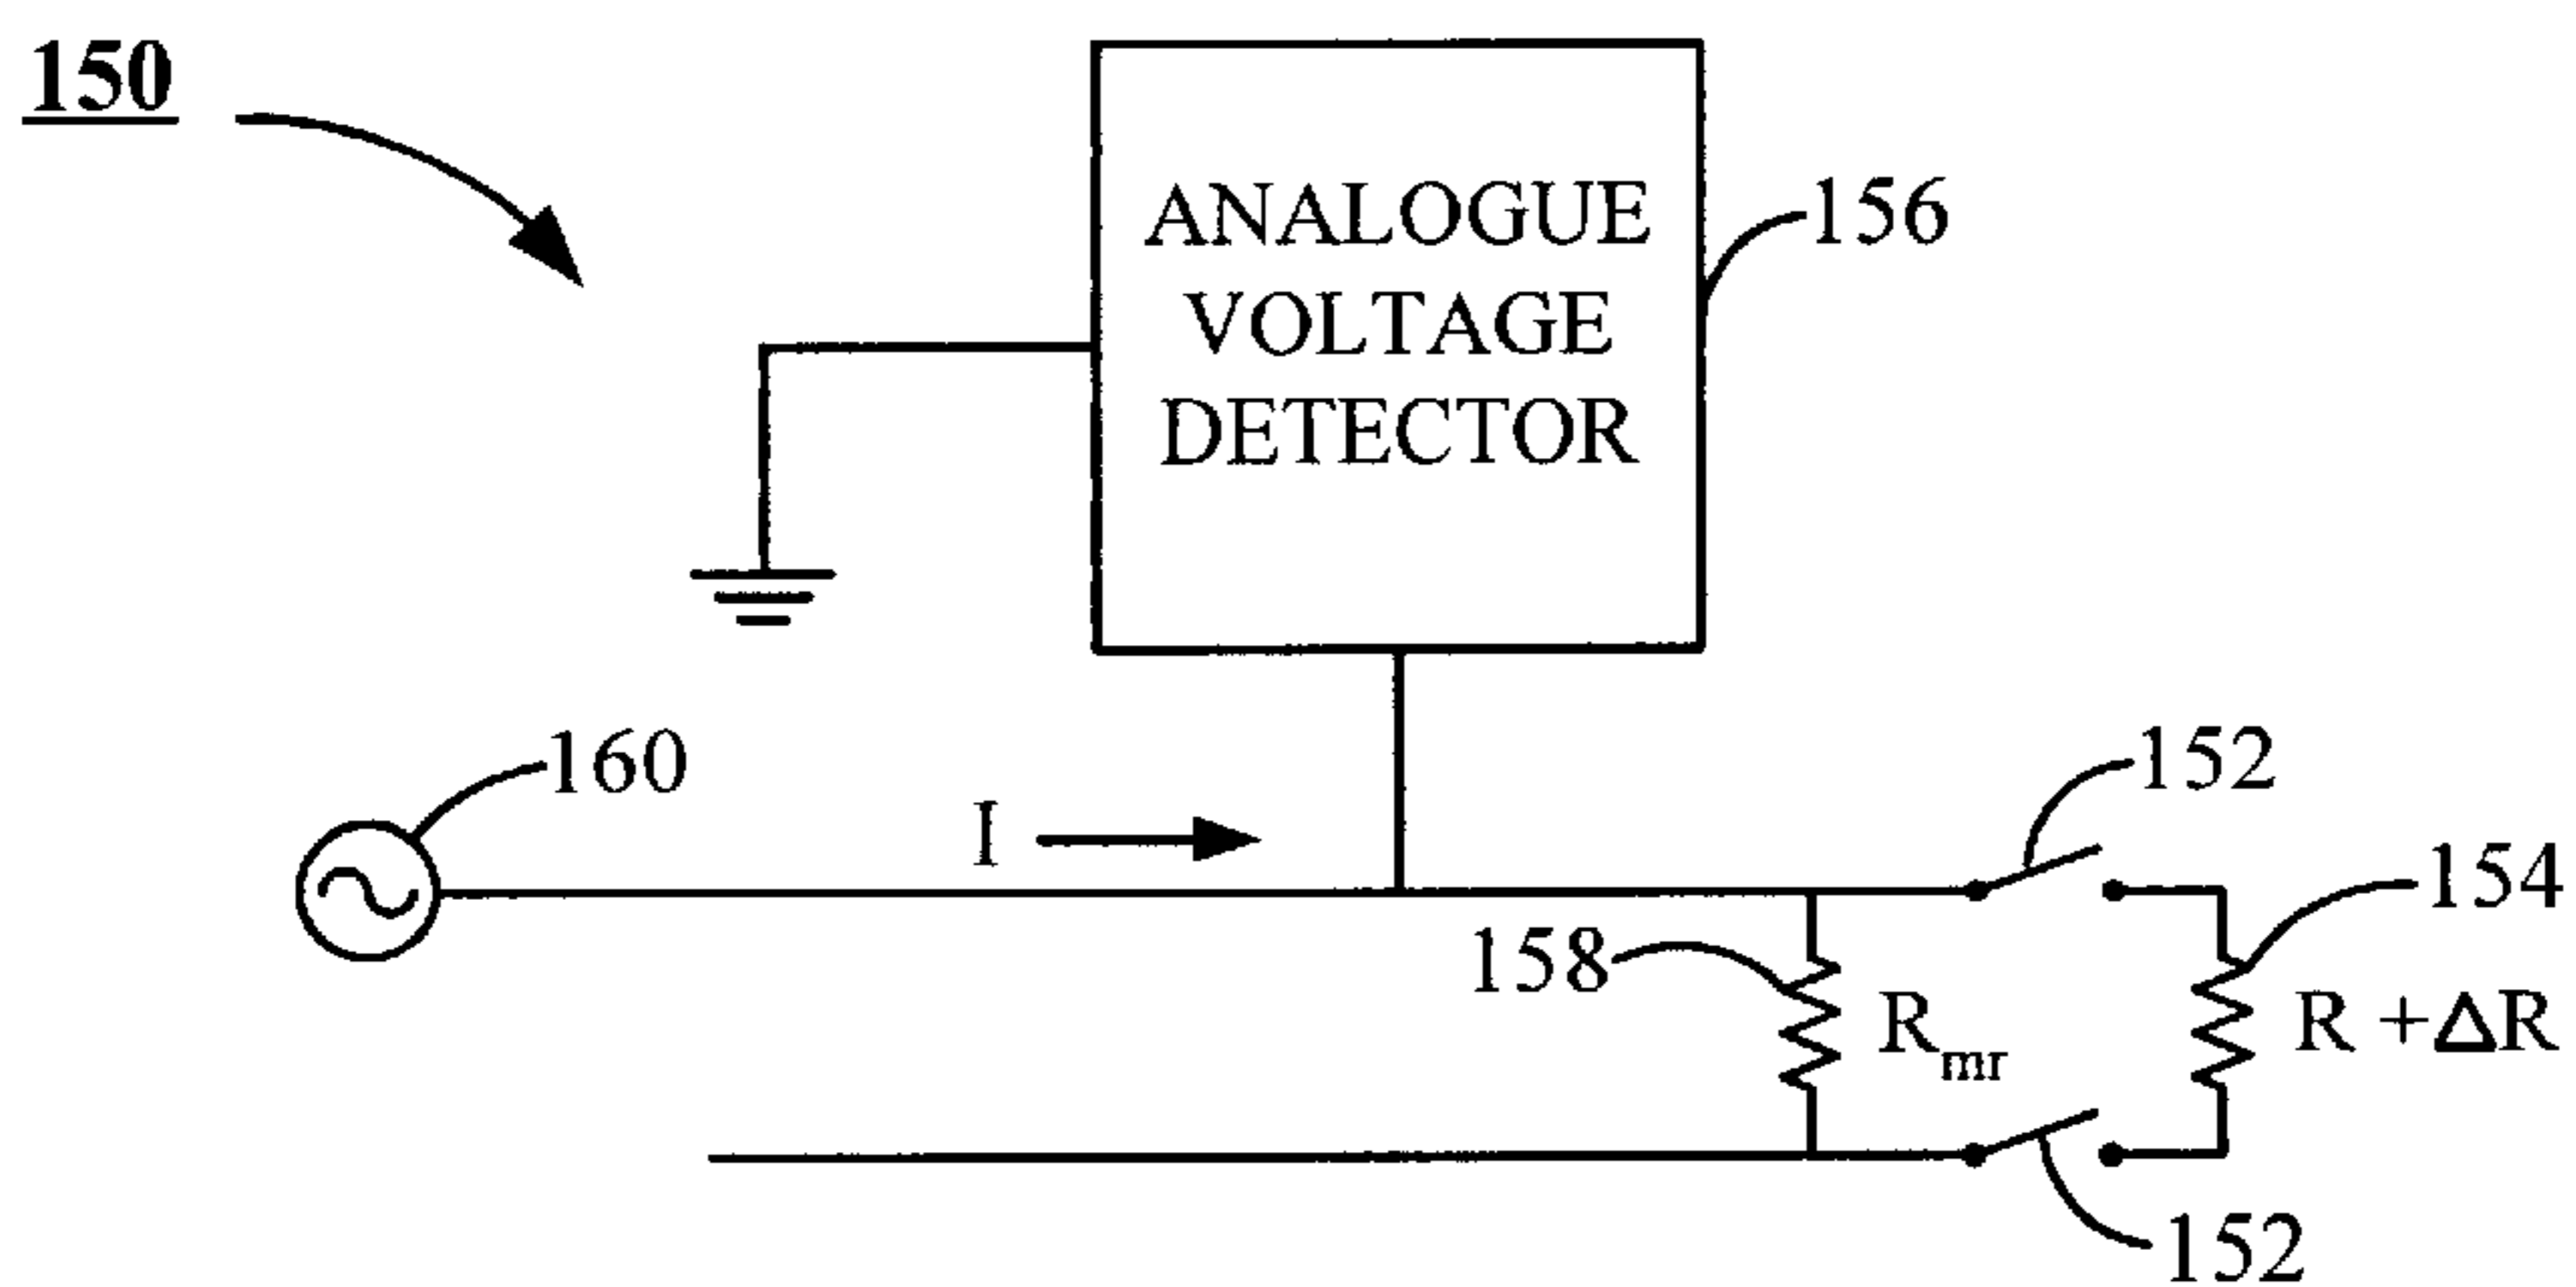 150
ANALOGUE
VOLTAGE
DETECTOR
156
160
I
152
154
158
Rmr
R + ΔR
152